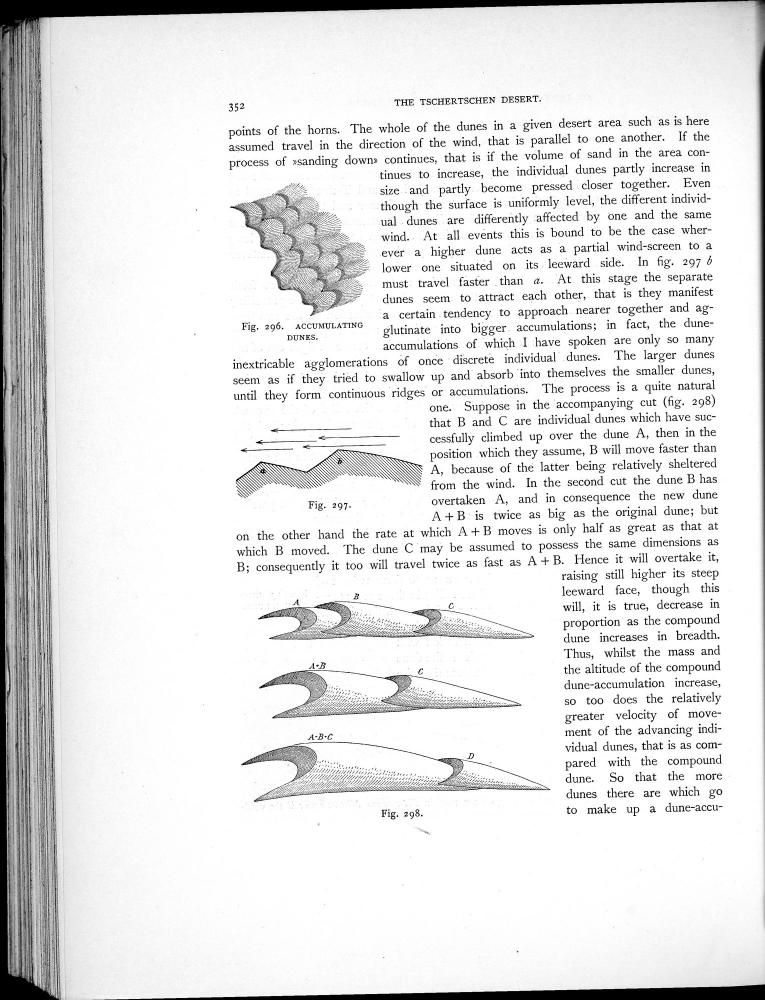 352
THE TSCHERTSCHEN DESERT.
points of the horns. The whole of the dunes in a given desert area such as is here
assumed travel in the direction of the wind, that is parallel to one another. If the
process of »sanding down» continues, that is if the volume of sand in the area con-
tinues to increase, the individual dunes partly increase in
size and partly become pressed closer together. Even
though the surface is uniformly level, the different individ-
ual dunes are differently affected by one and the same
wind. At all events this is bound to be the case wher-
ever a higher dune acts as a partial wind-screen to a
lower one situated on its leeward side. In fig. 297 b
must travel faster than a. At this stage the separate
dunes seem to attract each other, that is they manifest
a certain tendency to approach nearer together and ag-
glutinate into bigger accumulations; in fact, the dune-
accumulations of which I have spoken are only so many
Fig. 296. ACCUMULATING
DUNES.
inextricable agglomerations of once discrete individual dunes. The larger dunes
seem as if they tried to swallow up and absorb into themselves the smaller dunes,
until they form continuous ridges or accumulations. The process is a quite natural
one. Suppose in the accompanying cut (fig. 298)
that B and C are individual dunes which have suc-
cessfully climbed up over the dune A, then in the
position which they assume, B will move faster than
A, because of the latter being relatively sheltered
from the wind. In the second cut the dune B has
overtaken A, and in consequence the new dune
A + B is twice as big as the original dune; but
a
b
Fig. 297.
on the other hand the rate at which A + B moves is only half as great as that at
which B moved. The dune C may be assumed to possess the same dimensions as
B; consequently it too will travel twice as fast as A + B. Hence it will overtake it,
raising still higher its steep
leeward face, though this
will, it is true, decrease in
proportion as the compound
dune increases in breadth.
Thus, whilst the mass and
the altitude of the compound
dune-accumulation increase,
so too does the relatively
greater velocity of move-
ment of the advancing indi-
vidual dunes, that is as com-
pared with the compound
dune. So that the more
dunes there are which go
to make up a dune-accu-
A
B
C
A+B
C
A-B-C
D
Fig. 298.